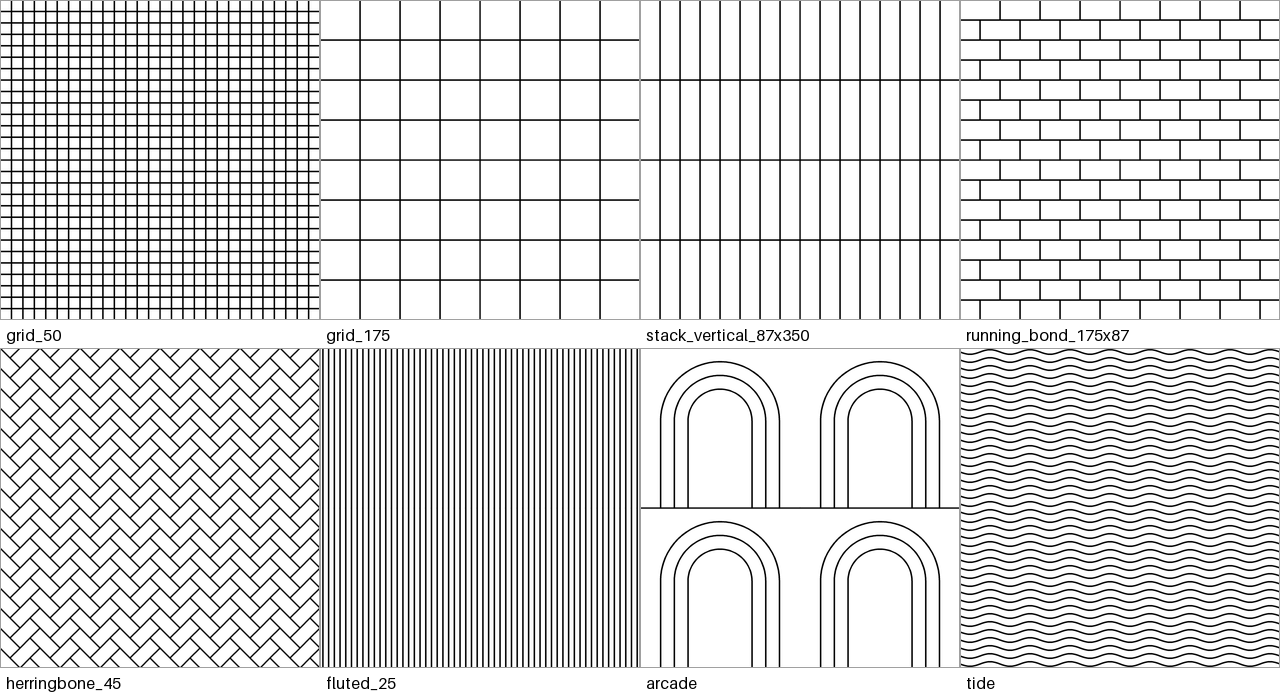 grid_50
grid_175
stack_vertical_87x350
running_bond_175x87
herringbone_45
fluted_25
arcade
tide